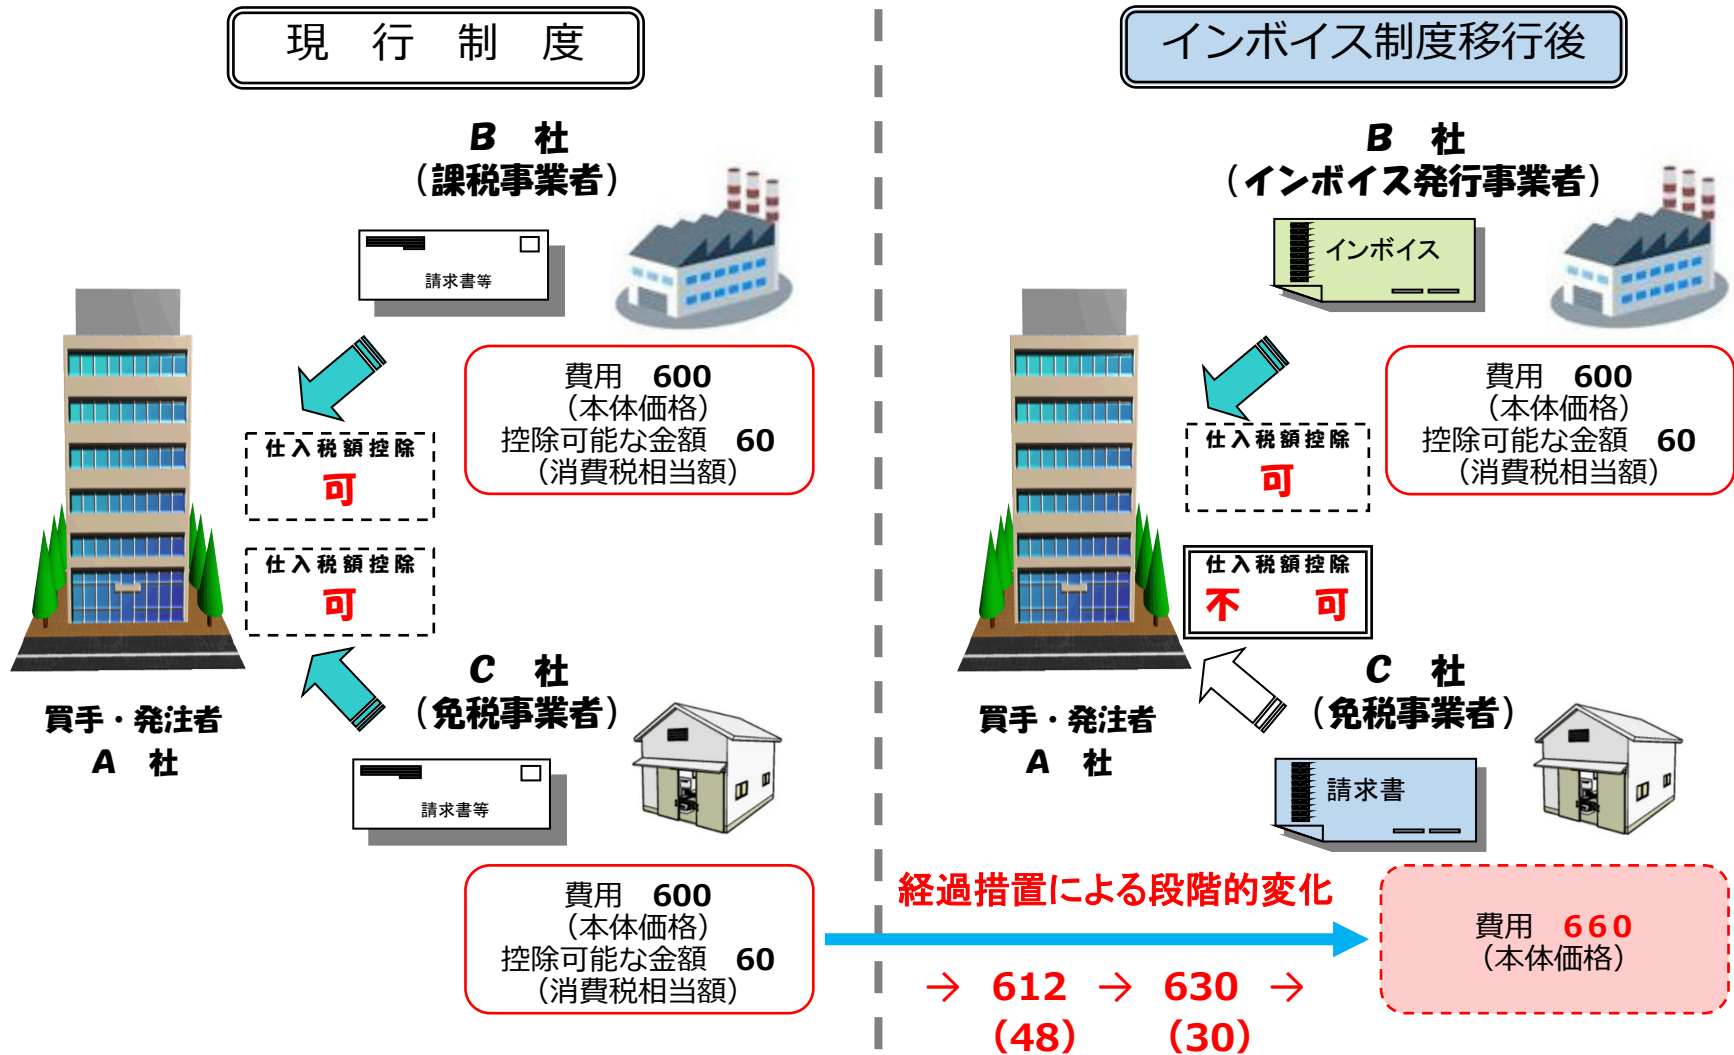 現 行 制 度
B 社
（課税事業者）
請求書等
費用 600
（本体価格）
控除可能な金額 60
（消費税相当額）
仕入税額控除
可
仕入税額控除
可
買手・発注者
A 社
C 社
（免税事業者）
請求書等
費用 600
（本体価格）
控除可能な金額 60
（消費税相当額）
インボイス制度移行後
B 社
（インボイス発行事業者）
インボイス
費用 600
（本体価格）
控除可能な金額 60
（消費税相当額）
仕入税額控除
可
仕入税額控除
不 可
買手・発注者
A 社
C 社
（免税事業者）
請求書
経過措置による段階的変化
→ 612 → 630 →
（48） （30）
費用 660
（本体価格）